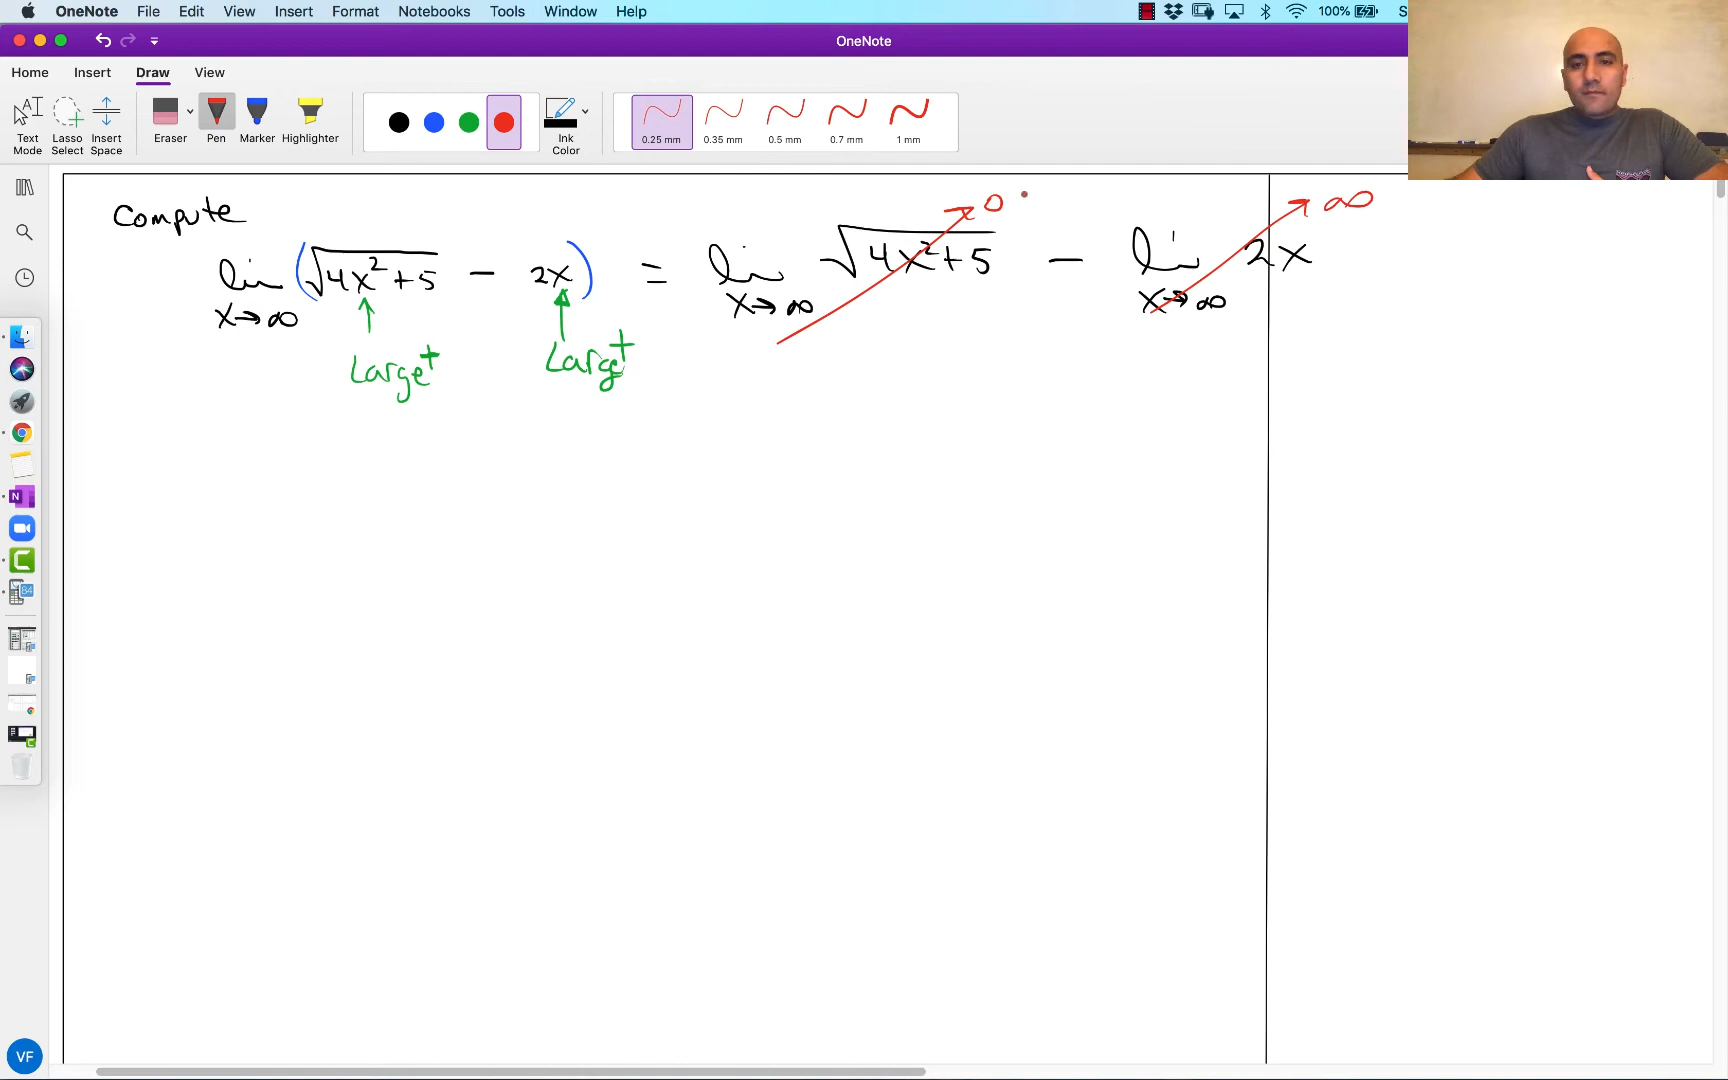 OneNote File Edit View Insert Format Notebooks Tools Window Help 100%
OneNote
Home Insert Draw View
Text Mode Lasso Select Insert Space Eraser Pen Marker Highlighter Ink Color 0.25 mm 0.35 mm 0.5 mm 0.7 mm 1 mm
compute
lim x→∞ (√(4x²+5) − 2x) = lim x→∞ √(4x²+5) − lim x→∞ 2x
→0 →∞
Large⁺ Large⁺
VF